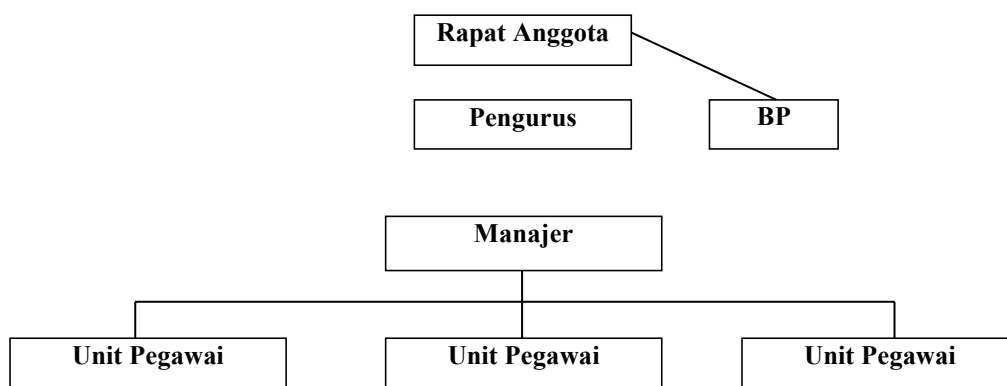 Rapat Anggota
Pengurus
BP
Manajer
Unit Pegawai
Unit Pegawai
Unit Pegawai